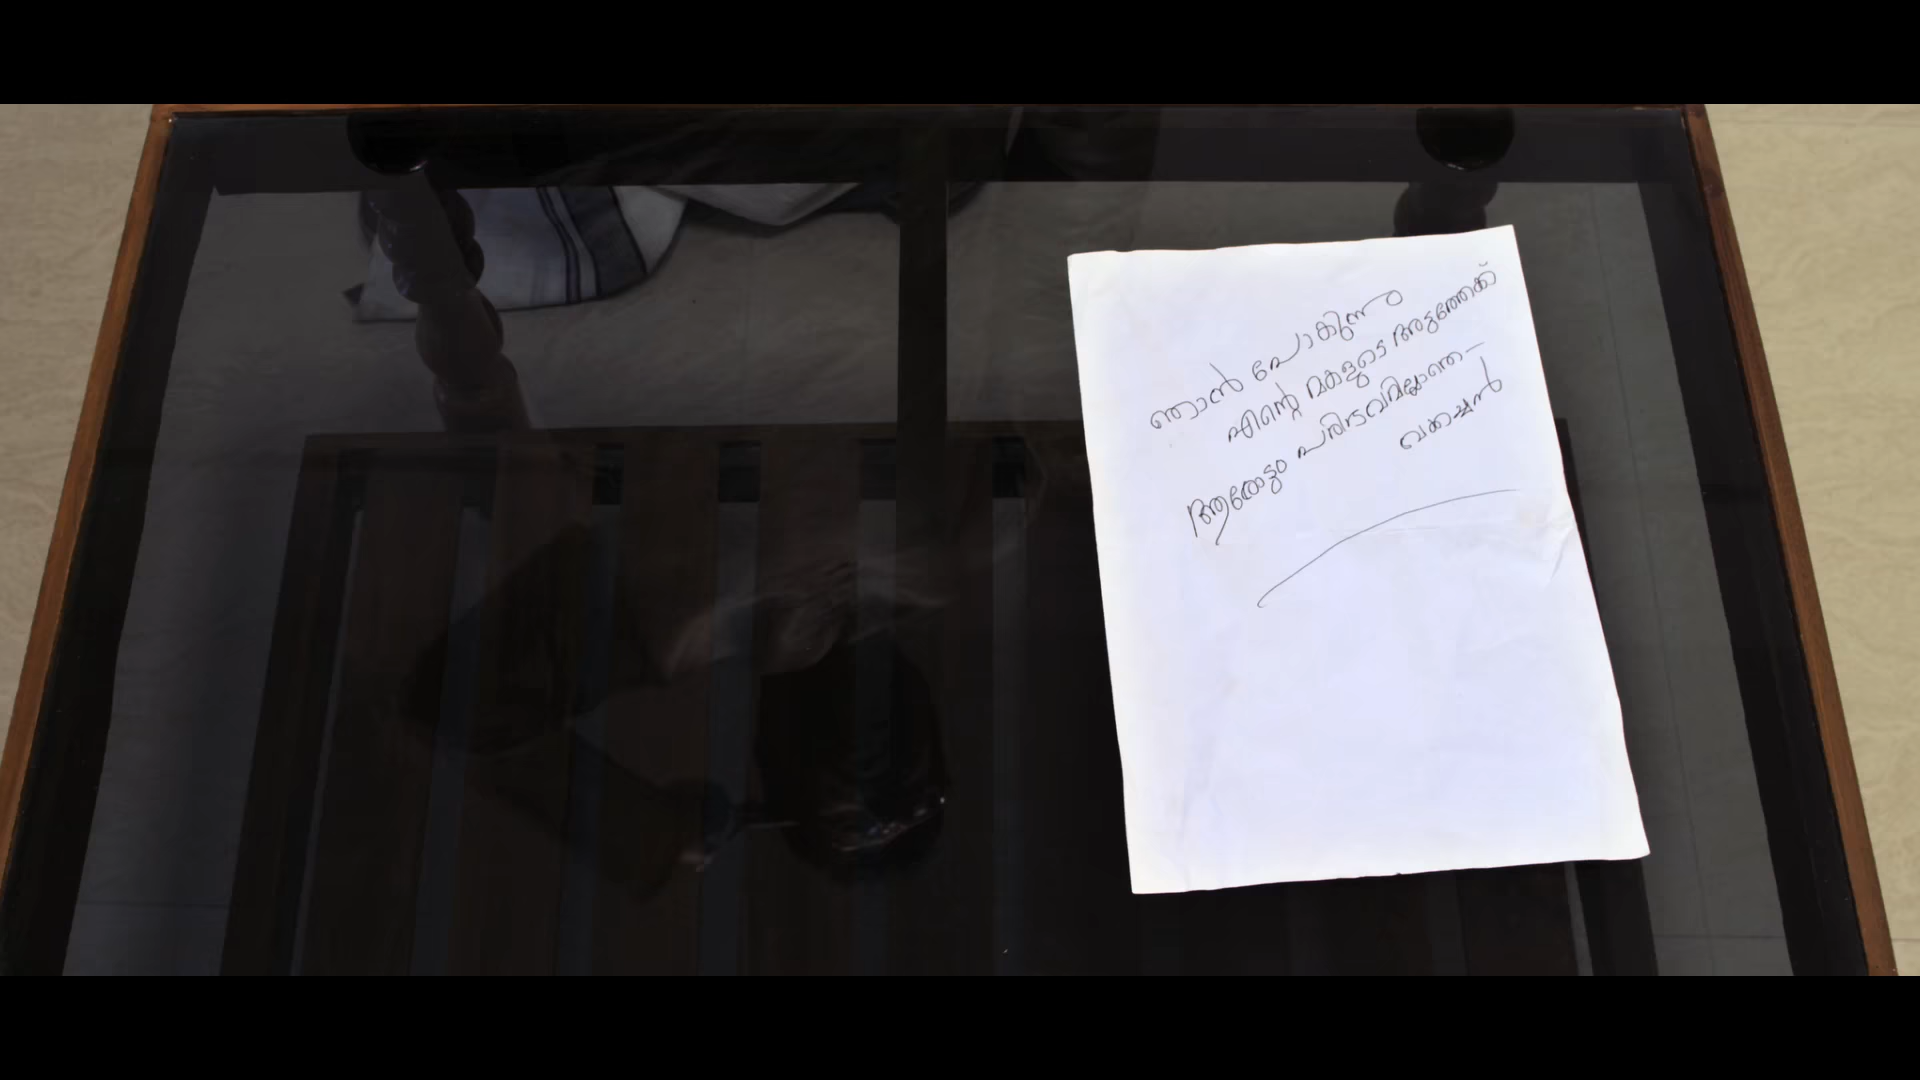 ഞാൻ പോകുന്നു
എന്റെ മകളുടെ അടുത്തേക്ക്
ആരോടും പരിഭവമില്ലാതെ-
വക്കച്ചൻ